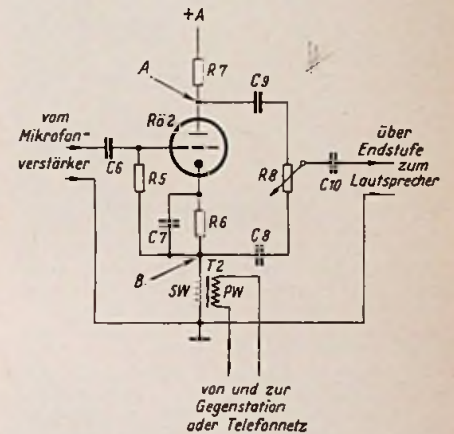 +A
A
R7
C9
Rö2
vom
Mikrofon-
verstärker
C6
R5
R8
C10
über
Endstufe
zum
Lautsprecher
C7
R6
C8
B
T2
SW
PW
von und zur
Gegenstation
oder Telefonnetz